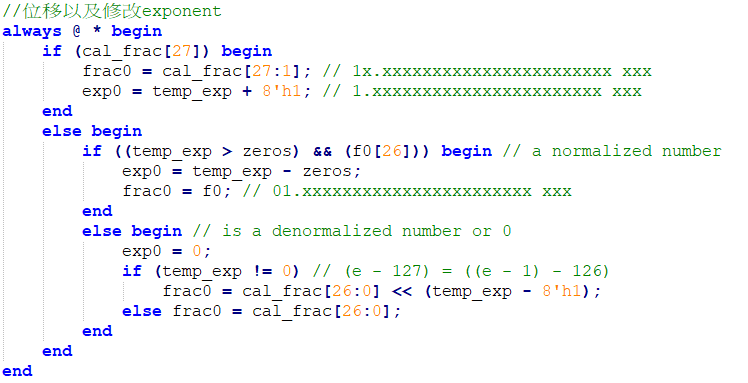 //位移以及修改exponent
always @ * begin
    if (cal_frac[27]) begin
        frac0 = cal_frac[27:1]; // 1x.xxxxxxxxxxxxxxxxxxxxxxx xxx
        exp0 = temp_exp + 8'h1; // 1.xxxxxxxxxxxxxxxxxxxxxxx xxx
    end
    else begin
        if ((temp_exp > zeros) && (f0[26])) begin // a normalized number
            exp0 = temp_exp - zeros;
            frac0 = f0; // 01.xxxxxxxxxxxxxxxxxxxxxxx xxx
        end
        else begin // is a denormalized number or 0
            exp0 = 0;
            if (temp_exp != 0) // (e - 127) = ((e - 1) - 126)
                frac0 = cal_frac[26:0] << (temp_exp - 8'h1);
            else frac0 = cal_frac[26:0];
        end
    end
end